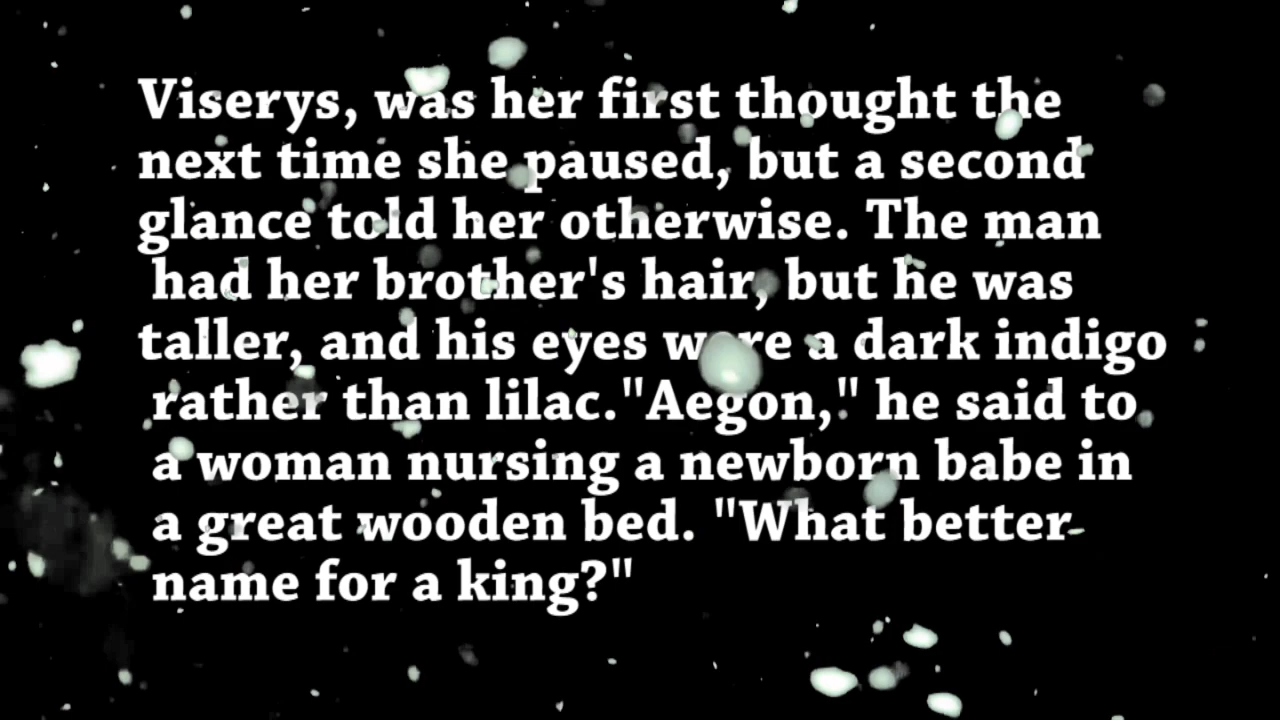 Viserys, was her first thought the
next time she paused, but a second
glance told her otherwise. The man
had her brother's hair, but he was
taller, and his eyes were a dark indigo
rather than lilac."Aegon," he said to
a woman nursing a newborn babe in
a great wooden bed. "What better
name for a king?"